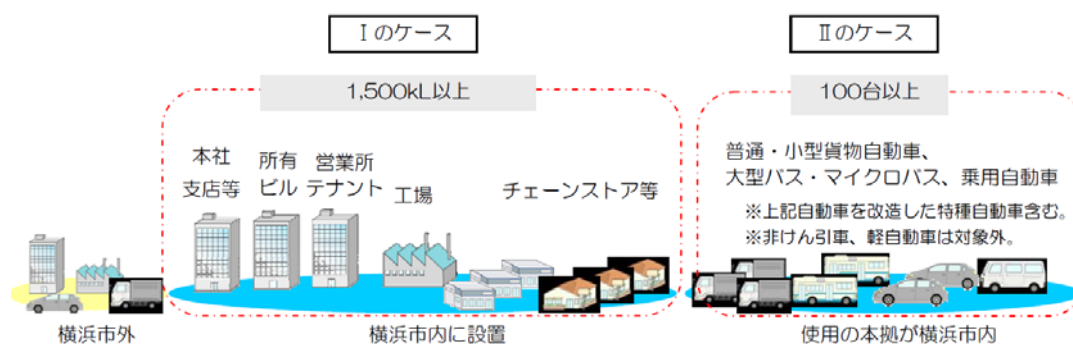 Ⅰのケース
Ⅱのケース
1,500kL以上
100台以上
本社
支店等
所有
ビル
営業所
テナント
工場
チェーンストア等
普通・小型貨物自動車、
大型バス・マイクロバス、乗用自動車
※上記自動車を改造した特種自動車含む。
※非けん引車、軽自動車は対象外。
横浜市外
横浜市内に設置
使用の本拠が横浜市内